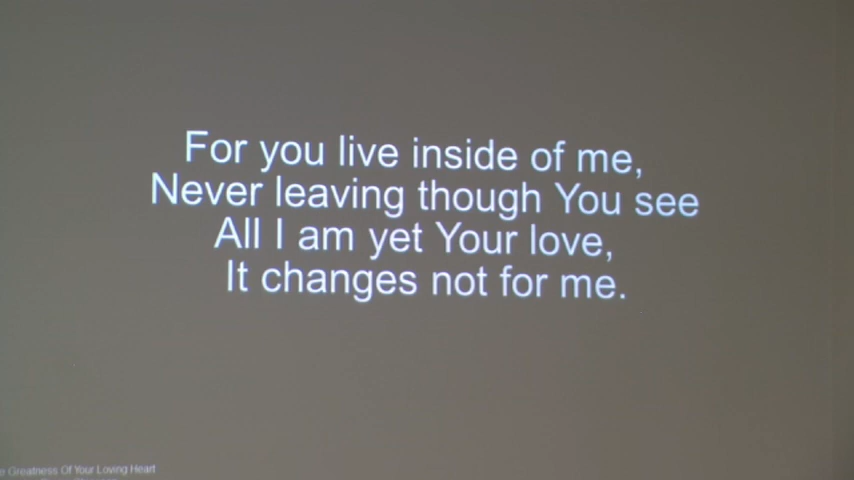 For you live inside of me,
Never leaving though You see
All I am yet Your love,
It changes not for me.
Greatness Of Your Loving Heart